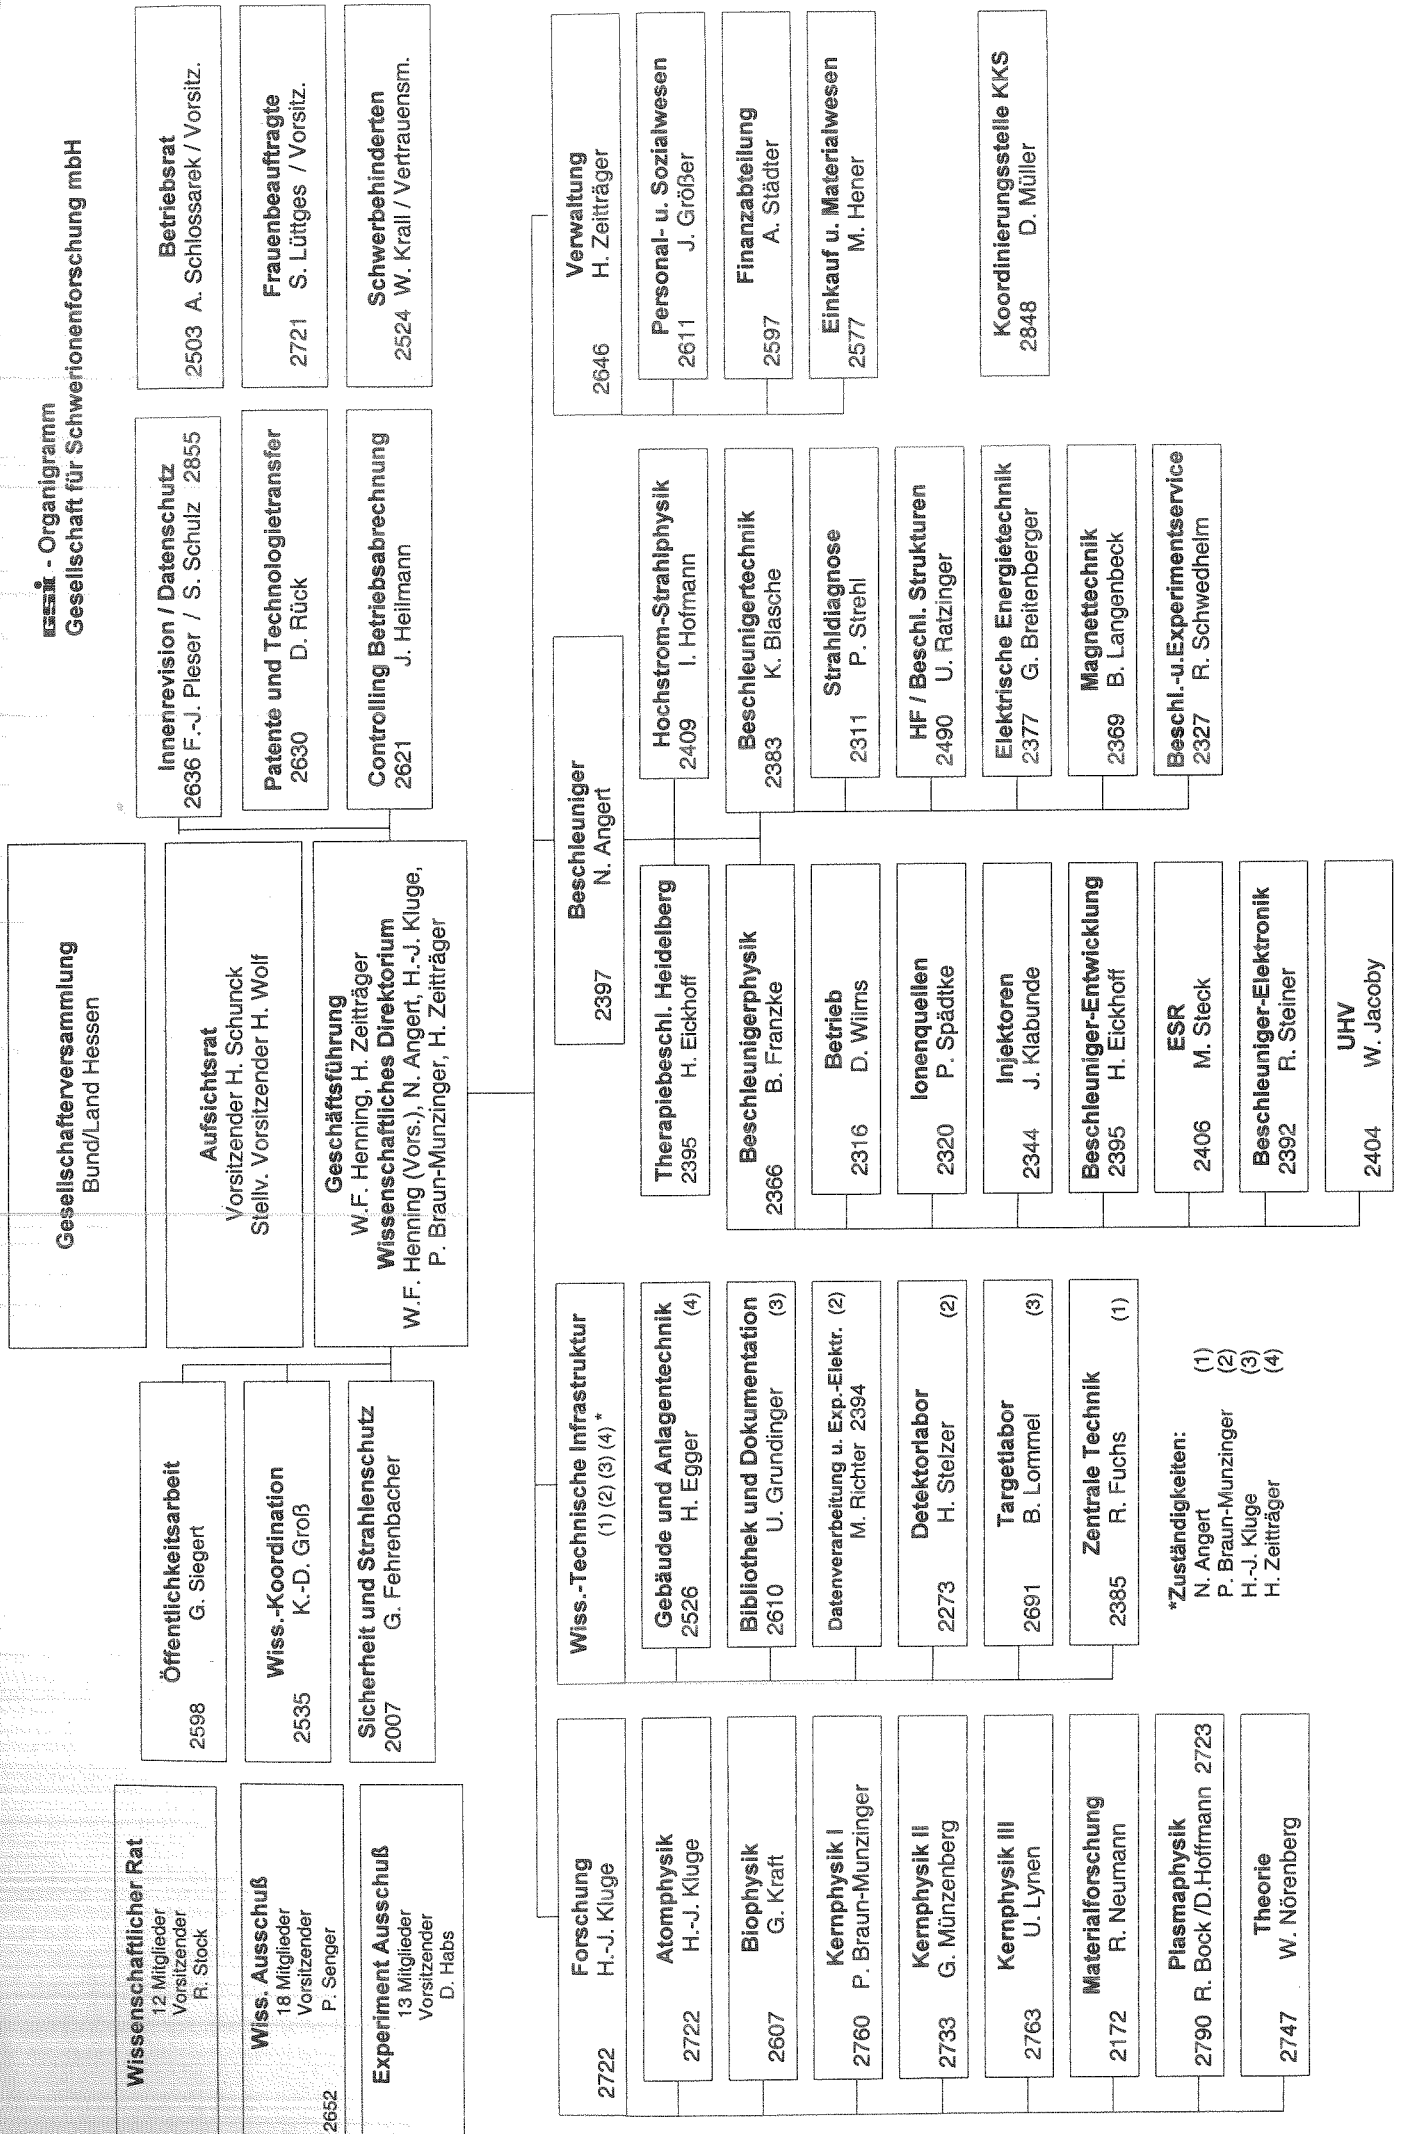 GSI - Organigramm
Gesellschaft für Schwerionenforschung mbH
Gesellschafterversammlung
Bund/Land Hessen
Aufsichtsrat
Vorsitzender H. Schunck
Stellv. Vorsitzender H. Wolf
Geschäftsführung
W.F. Henning, H. Zeitträger
Wissenschaftliches Direktorium
W.F. Henning (Vors.), N. Angert, H.-J. Kluge,
P. Braun-Munzinger, H. Zeitträger
Wissenschaftlicher Rat
12 Mitglieder
Vorsitzender
R. Stock
Wiss. Ausschuß
18 Mitglieder
Vorsitzender
2652 P. Senger
Experiment Ausschuß
13 Mitglieder
Vorsitzender
D. Habs
Öffentlichkeitsarbeit
2598 G. Siegert
Wiss.-Koordination
2535 K.-D. Groß
Sicherheit und Strahlenschutz
2007 G. Fehrenbacher
Innenrevision / Datenschutz
2636 F.-J. Pleser / S. Schulz 2855
Patente und Technologietransfer
2630 D. Rück
Controlling Betriebsabrechnung
2621 J. Heilmann
Betriebsrat
2503 A. Schlossarek / Vorsitz.
Frauenbeauftragte
2721 S. Lüttges / Vorsitz.
Schwerbehinderten
2524 W. Krall / Vertrauensm.
Forschung
2722 H.-J. Kluge
Atomphysik
2722 H.-J. Kluge
Biophysik
2607 G. Kraft
Kernphysik I
2760 P. Braun-Munzinger
Kernphysik II
2733 G. Münzenberg
Kernphysik III
2763 U. Lynen
Materialforschung
2172 R. Neumann
Plasmaphysik
2790 R. Bock /D.Hoffmann 2723
Theorie
2747 W. Nörenberg
Wiss.-Technische Infrastruktur
(1) (2) (3) (4) *
Gebäude und Anlagentechnik
2526 H. Egger (4)
Bibliothek und Dokumentation
2610 U. Grundinger (3)
Datenverarbeitung u. Exp.-Elektr. (2)
M. Richter 2394
Detektorlabor
2273 H. Stelzer (2)
Targetlabor
2691 B. Lommel (3)
Zentrale Technik
2385 R. Fuchs (1)
*Zuständigkeiten:
N. Angert (1)
P. Braun-Munzinger (2)
H.-J. Kluge (3)
H. Zeitträger (4)
Beschleuniger
2397 N. Angert
Therapiebeschl. Heidelberg
2395 H. Eickhoff
Beschleunigerphysik
2366 B. Franzke
Betrieb
2316 D. Wilms
Ionenquellen
2320 P. Spädtke
Injektoren
2344 J. Klabunde
Beschleuniger-Entwicklung
2395 H. Eickhoff
ESR
2406 M. Steck
Beschleuniger-Elektronik
2392 R. Steiner
UHV
2404 W. Jacoby
Hochstrom-Strahlphysik
2409 I. Hofmann
Beschleunigertechnik
2383 K. Blasche
Strahldiagnose
2311 P. Strehl
HF / Beschl. Strukturen
2490 U. Ratzinger
Elektrische Energietechnik
2377 G. Breitenberger
Magnettechnik
2369 B. Langenbeck
Beschl.-u.Experimentservice
2327 R. Schwedhelm
Verwaltung
2646 H. Zeitträger
Personal- u. Sozialwesen
2611 J. Größer
Finanzabteilung
2597 A. Städter
Einkauf u. Materialwesen
2577 M. Hener
Koordinierungsstelle KKS
2848 D. Müller